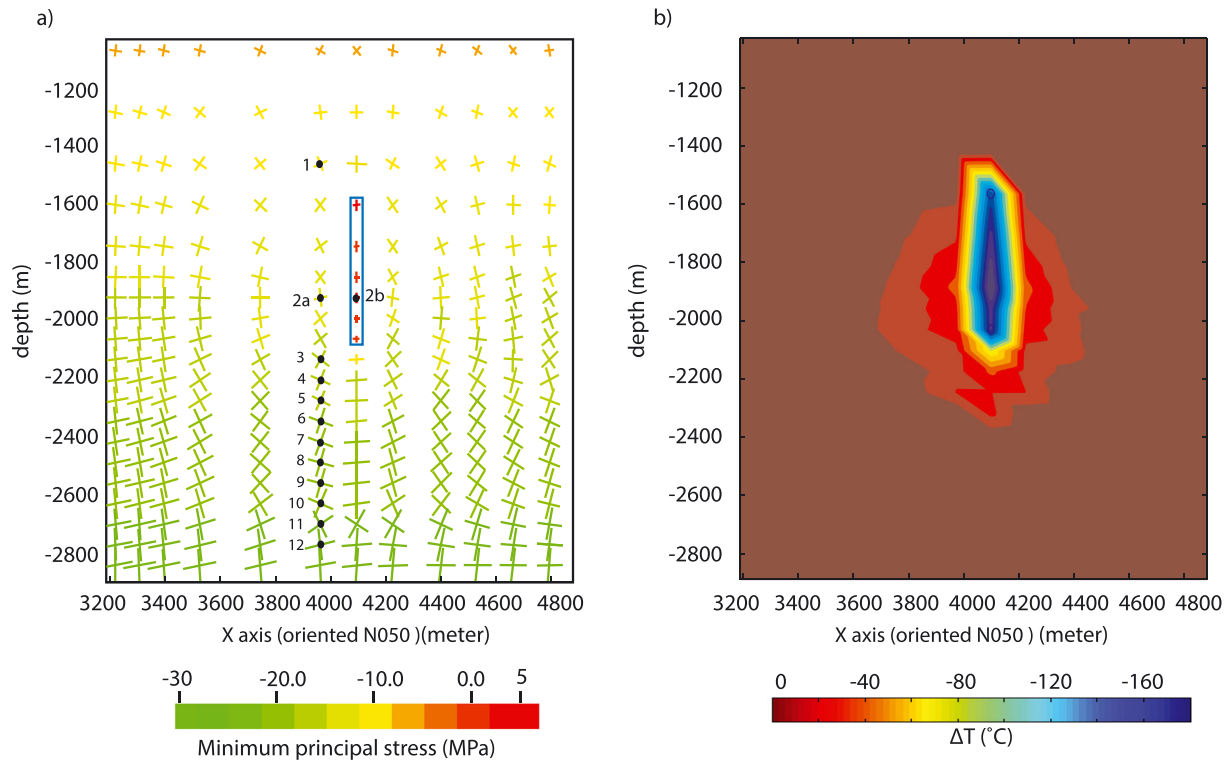 a)
b)
-1200
-1400
-1600
-1800
-2000
-2200
-2400
-2600
-2800
depth (m)
1
2a
2b
3
4
5
6
7
8
9
10
11
12
3200 3400 3600 3800 4000 4200 4400 4600 4800
X axis (oriented N050 )(meter)
-30 -20.0 -10.0 0.0 5
Minimum principal stress (MPa)
-1200
-1400
-1600
-1800
-2000
-2200
-2400
-2600
-2800
depth (m)
3200 3400 3600 3800 4000 4200 4400 4600 4800
X axis (oriented N050 ) (meter)
0 -40 -80 -120 -160
ΔT (˚C)